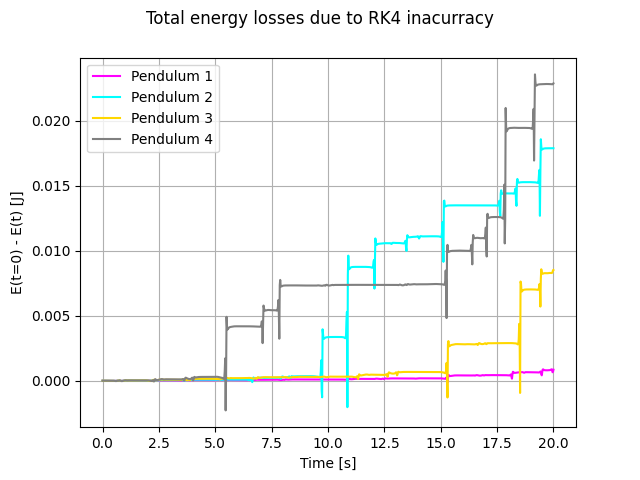 Total energy losses due to RK4 inacurracy
Pendulum 1
Pendulum 2
Pendulum 3
Pendulum 4
E(t=0) - E(t) [J]
0.020
0.015
0.010
0.005
0.000
0.0 2.5 5.0 7.5 10.0 12.5 15.0 17.5 20.0
Time [s]